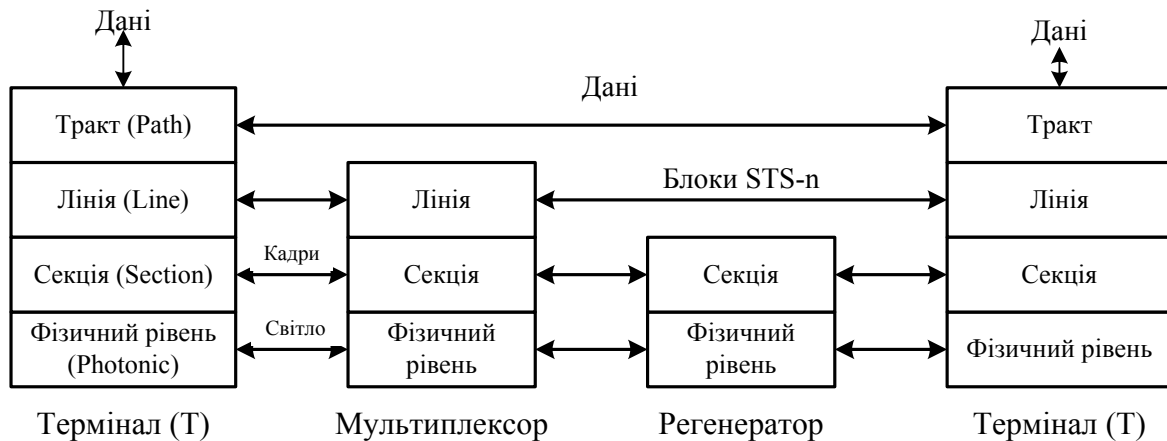 Дані
Дані
Дані
Тракт (Path)
Тракт
Блоки STS-n
Лінія (Line)
Лінія
Лінія
Кадри
Секція (Section)
Секція
Секція
Секція
Світло
Фізичний рівень
(Photonic)
Фізичний
рівень
Фізичний
рівень
Фізичний рівень
Термінал (Т)
Мультиплексор
Регенератор
Термінал (Т)